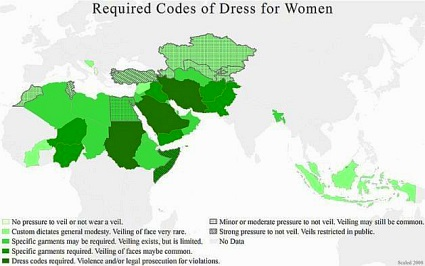 Required Codes of Dress for Women
No pressure to veil or not wear a veil.
Custom dictates general modesty. Veiling of face very rare.
Specific garments may be required. Veiling exists, but is limited.
Specific garments required. Veiling of faces maybe common.
Dress codes required. Violence and/or legal prosecution for violations.
Minor or moderate pressure to not veil. Veiling may still be common.
Strong pressure to not veil. Veils restricted in public.
No Data
Scaled 2006